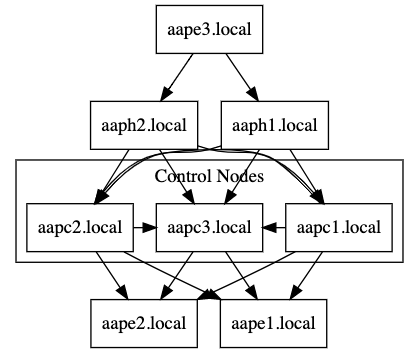 aape3.local
aaph2.local
aaph1.local
Control Nodes
aapc2.local
aapc3.local
aapc1.local
aape2.local
aape1.local